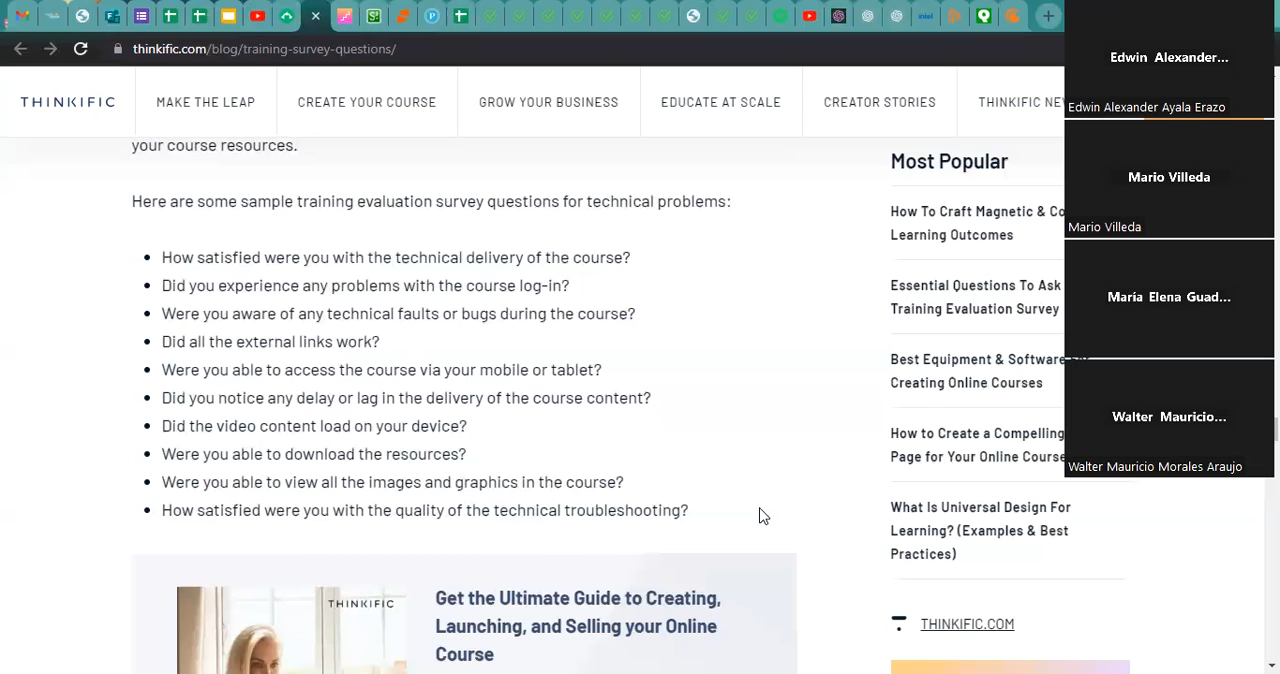 thinkific.com/blog/training-survey-questions/
THINKIFIC
MAKE THE LEAP
CREATE YOUR COURSE
GROW YOUR BUSINESS
EDUCATE AT SCALE
CREATOR STORIES
THINKIFIC NE
your course resources.
Here are some sample training evaluation survey questions for technical problems:
How satisfied were you with the technical delivery of the course?
Did you experience any problems with the course log-in?
Were you aware of any technical faults or bugs during the course?
Did all the external links work?
Were you able to access the course via your mobile or tablet?
Did you notice any delay or lag in the delivery of the course content?
Did the video content load on your device?
Were you able to download the resources?
Were you able to view all the images and graphics in the course?
How satisfied were you with the quality of the technical troubleshooting?
THINKIFIC
Get the Ultimate Guide to Creating,
Launching, and Selling your Online
Course
Most Popular
How To Craft Magnetic & Co
Learning Outcomes
Essential Questions To Ask
Training Evaluation Survey
Best Equipment & Software For
Creating Online Courses
How to Create a Compelling
Page for Your Online Course
What Is Universal Design For
Learning? (Examples & Best
Practices)
THINKIFIC.COM
Edwin Alexander...
Edwin Alexander Ayala Erazo
Mario Villeda
Mario Villeda
María Elena Guad...
Walter Mauricio...
Walter Mauricio Morales Araujo